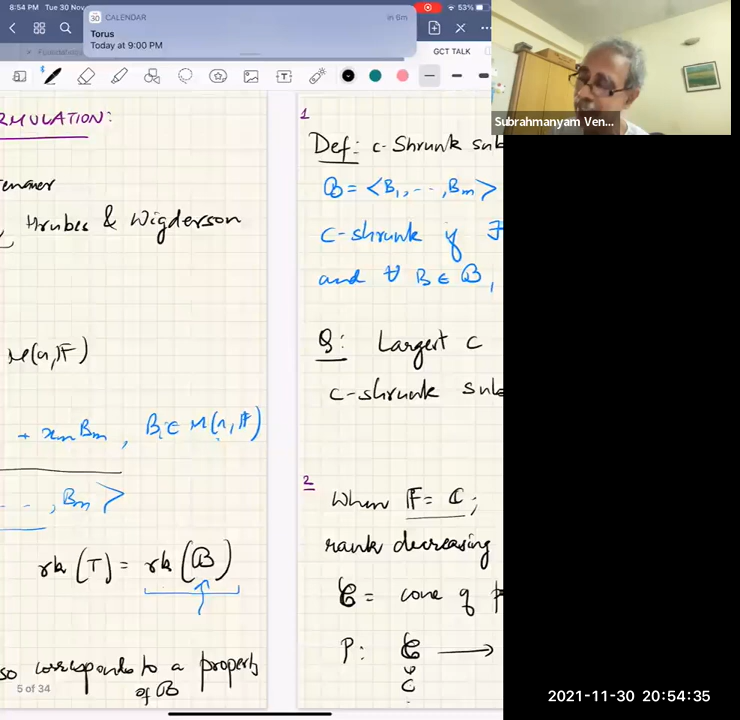 8:54 PM Tue 30 Nov
53%
30 CALENDAR
in 6m
Torus
Today at 9:00 PM
GCT TALK
Subrahmanyam Ven...
RMULATION:
Hrubes & Wigderson
M(n, F)
+ xmBm, Bi ∈ M(n, F)
..., Bm>
rk(T) = rk(B)
so corresponds to a property
of B
5 of 34
1
Def: c-Shrunk sub
B = <B1, ..., Bm>
C-shrunk if ∃
and ∀ B ∈ B,
Q: Largest c
c-shrunk sub
2
When F = C;
rank decreasing
C = cone of p
P: C →
C
2021-11-30 20:54:35